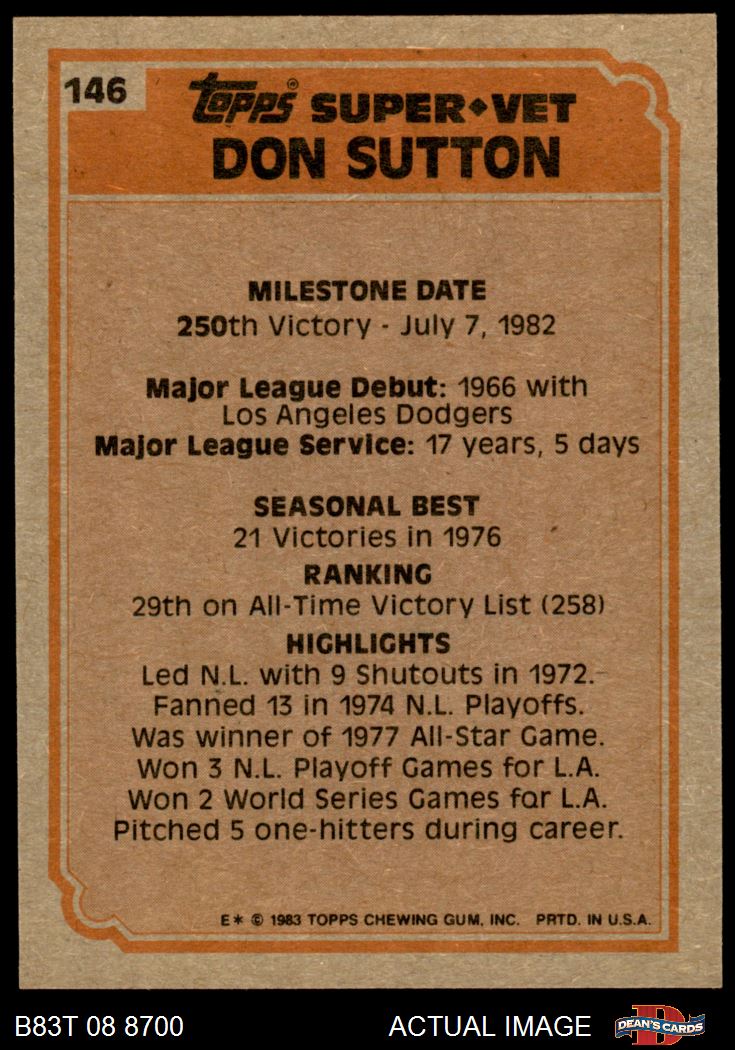 146
TOPPS® SUPER♦VET
DON SUTTON
MILESTONE DATE
250th Victory - July 7, 1982
Major League Debut: 1966 with
Los Angeles Dodgers
Major League Service: 17 years, 5 days
SEASONAL BEST
21 Victories in 1976
RANKING
29th on All-Time Victory List (258)
HIGHLIGHTS
Led N.L. with 9 Shutouts in 1972.
Fanned 13 in 1974 N.L. Playoffs.
Was winner of 1977 All-Star Game.
Won 3 N.L. Playoff Games for L.A.
Won 2 World Series Games for L.A.
Pitched 5 one-hitters during career.
E* © 1983 TOPPS CHEWING GUM, INC. PRTD. IN U.S.A.
B83T 08 8700 ACTUAL IMAGE D DEAN'S CARDS